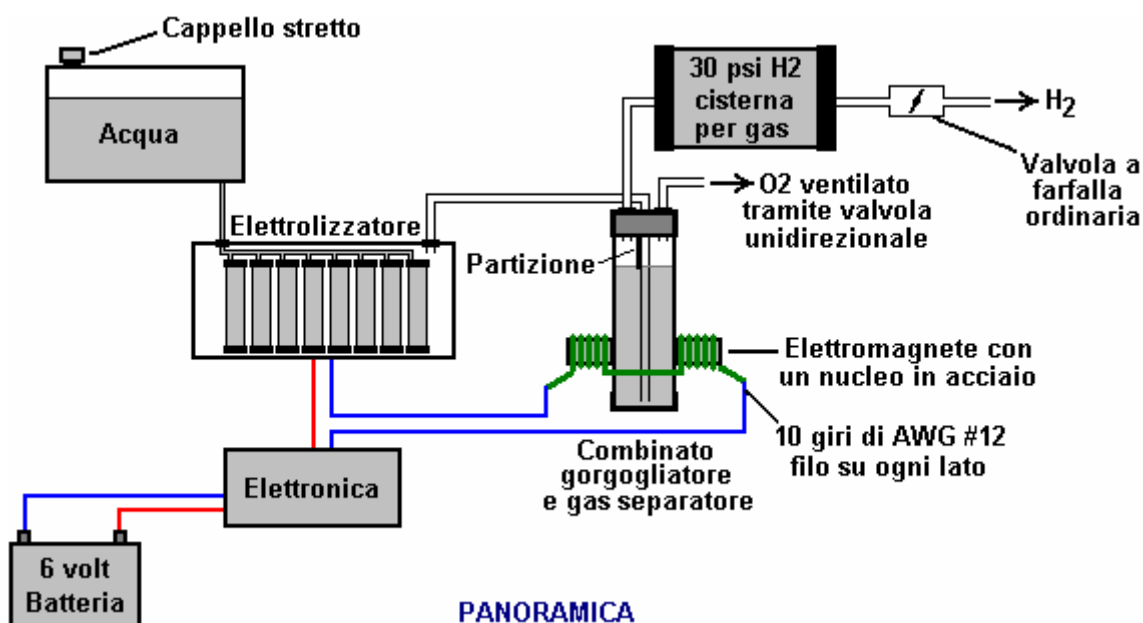 Cappello stretto
Acqua
30 psi H2
cisterna
per gas
H2
Valvola a
farfalla
ordinaria
O2 ventilato
tramite valvola
unidirezionale
Elettrolizzatore
Partizione
Elettromagnete con
un nucleo in acciaio
10 giri di AWG #12
filo su ogni lato
Combinato
gorgogliatore
e gas separatore
Elettronica
6 volt
Batteria
PANORAMICA